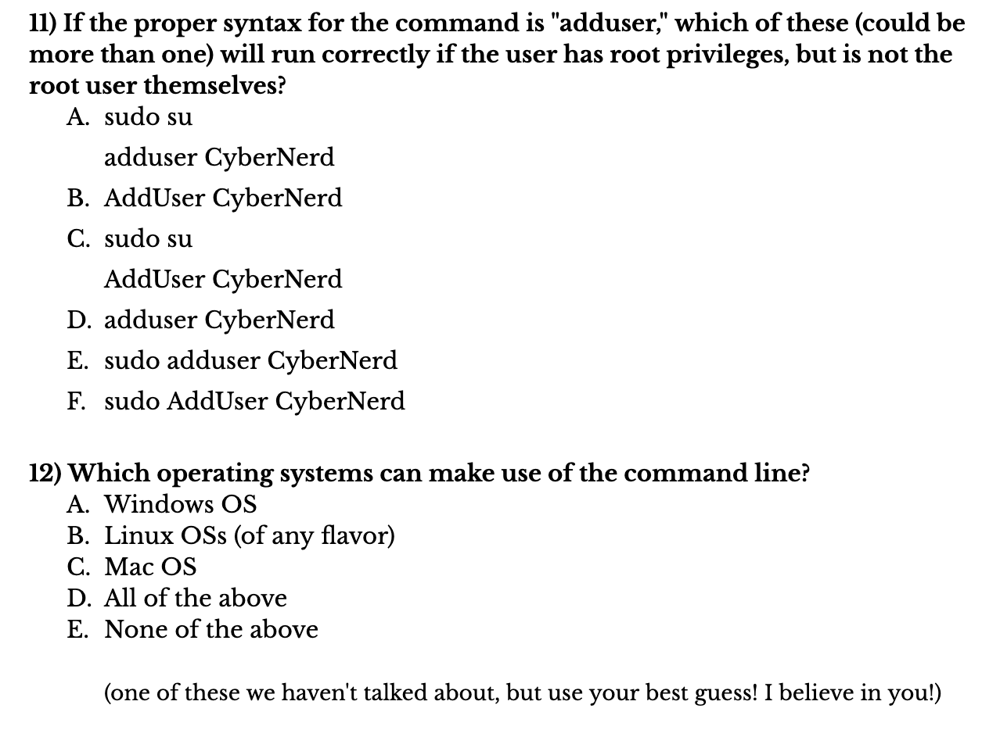 11) If the proper syntax for the command is "adduser," which of these (could be
more than one) will run correctly if the user has root privileges, but is not the
root user themselves?
A. sudo su
adduser CyberNerd
B. AddUser CyberNerd
C. sudo su
AddUser CyberNerd
D. adduser CyberNerd
E. sudo adduser CyberNerd
F. sudo AddUser CyberNerd
12) Which operating systems can make use of the command line?
A. Windows OS
B. Linux OSs (of any flavor)
C. Mac OS
D. All of the above
E. None of the above
(one of these we haven't talked about, but use your best guess! I believe in you!)